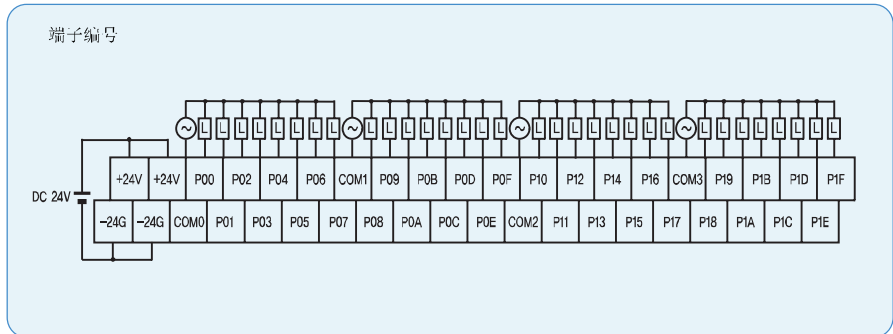 端子编号
L L L L L L L L L L L L L L L L L L L L L L L L L L L L L L L L
+24V +24V P00 P02 P04 P06 COM1 P09 P0B P0D P0F P10 P12 P14 P16 COM3 P19 P1B P1D P1F
DC 24V
-24G -24G COM0 P01 P03 P05 P07 P08 P0A P0C P0E COM2 P11 P13 P15 P17 P18 P1A P1C P1E